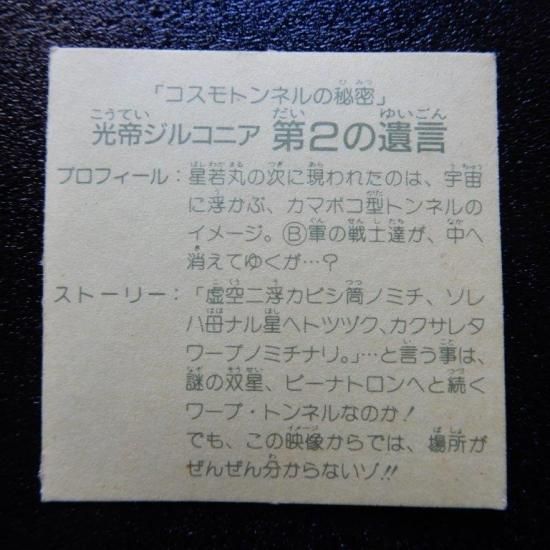 「コスモトンネルの秘密」
光帝ジルコニア 第2の遺言
プロフィール：星若丸の次に現われたのは、宇宙
に浮かぶ、カマボコ型トンネルの
イメージ。Ⓑ軍の戦士達が、中へ
消えてゆくが…？
ストーリー：「虚空ニ浮カビシ筒ノミチ、ソレ
ハ母ナル星ヘトツヅク、カクサレタ
ワープノミチナリ。」…と言う事は、
謎の双星、ビーナトロンへと続く
ワープ・トンネルなのか！
でも、この映像からでは、場所が
ぜんぜん分からないゾ!!